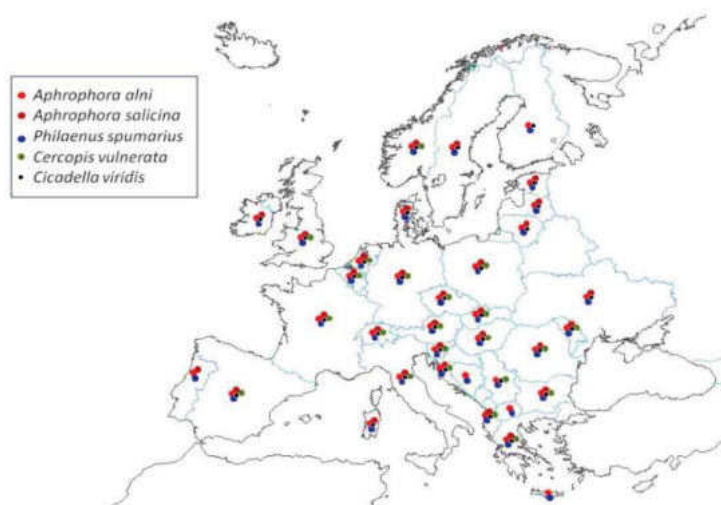 Aphrophora alni
Aphrophora salicina
Philaenus spumarius
Cercopis vulnerata
Cicadella viridis